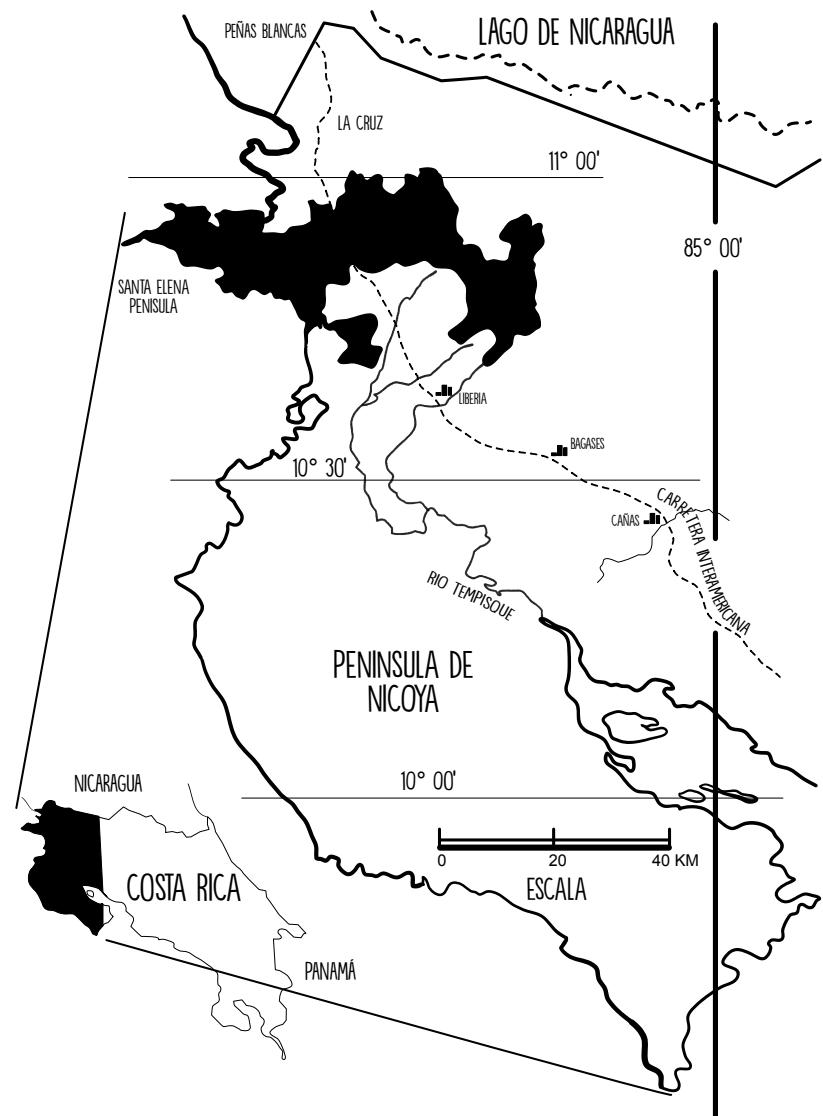 PEÑAS BLANCAS
LAGO DE NICARAGUA
LA CRUZ
11° 00'
85° 00'
SANTA ELENA
PENISULA
LIBERIA
BAGASES
10° 30'
CAÑAS
CARRETERA INTERAMERICANA
RIO TEMPISQUE
PENINSULA DE
NICOYA
NICARAGUA
10° 00'
0 20 40 KM
COSTA RICA
ESCALA
PANAMÁ